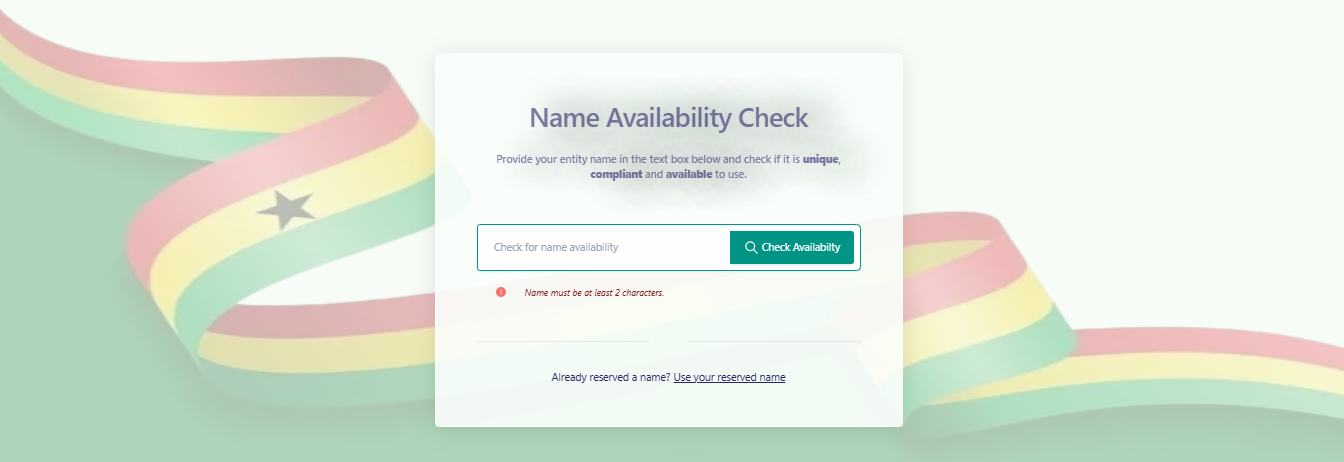 Name Availability Check
Provide your entity name in the text box below and check if it is unique,
compliant and available to use.
Check for name availability
Check Availabilty
Name must be at least 2 characters.
Already reserved a name? Use your reserved name